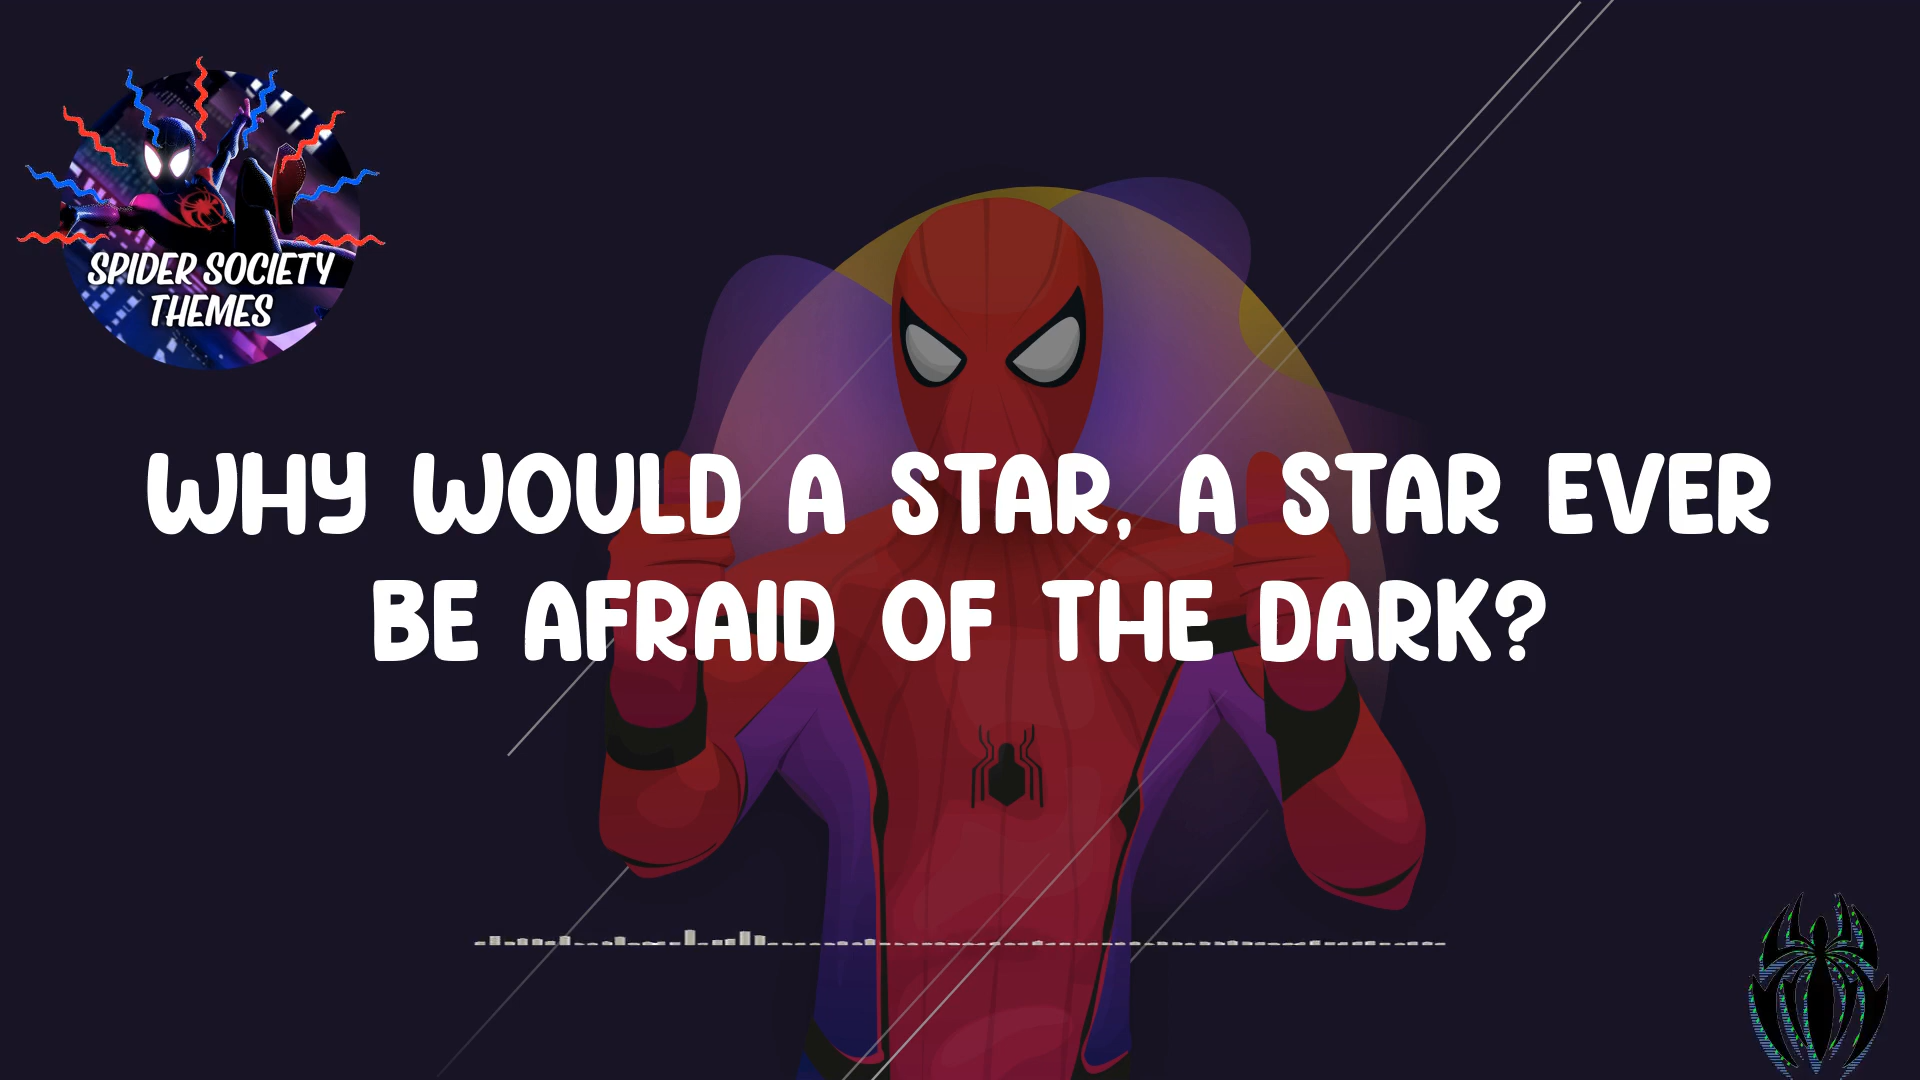 SPIDER SOCIETY
THEMES
WHY WOULD A STAR, A STAR EVER
BE AFRAID OF THE DARK?